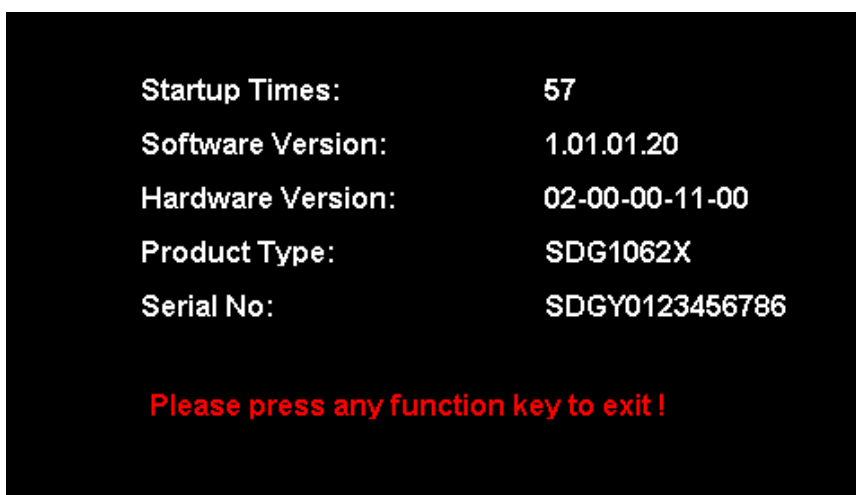 Startup Times: 57
Software Version: 1.01.01.20
Hardware Version: 02-00-00-11-00
Product Type: SDG1062X
Serial No: SDGY0123456786
Please press any function key to exit !